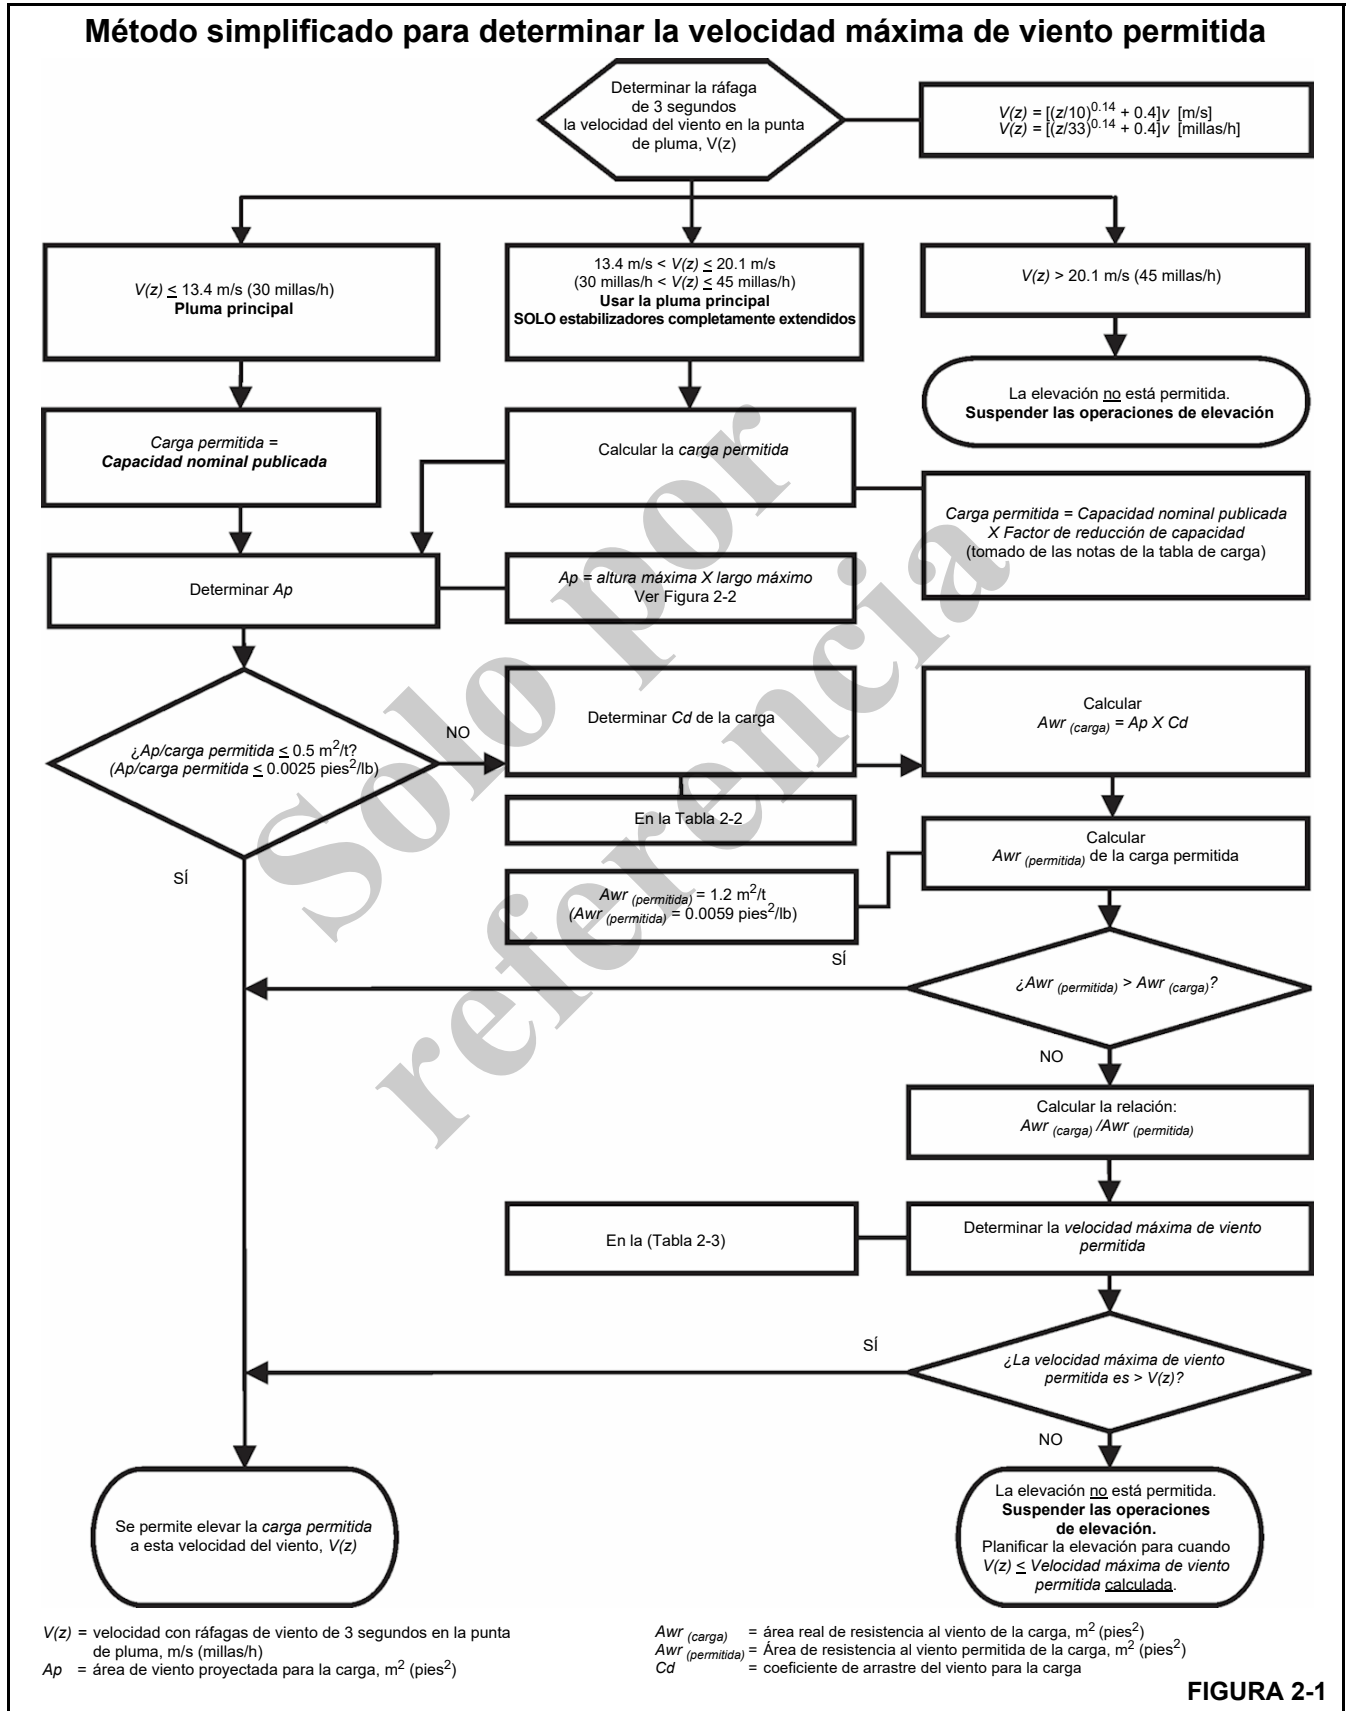 Método simplificado para determinar la velocidad máxima de viento permitida
Determinar la ráfaga
de 3 segundos
la velocidad del viento en la punta
de pluma, V(z)
V(z) = [(z/10)^0.14 + 0.4]v [m/s]
V(z) = [(z/33)^0.14 + 0.4]v [millas/h]
V(z) ≤ 13.4 m/s (30 millas/h)
Pluma principal
13.4 m/s < V(z) ≤ 20.1 m/s
(30 millas/h < V(z) ≤ 45 millas/h)
Usar la pluma principal
SOLO estabilizadores completamente extendidos
V(z) > 20.1 m/s (45 millas/h)
La elevación no está permitida.
Suspender las operaciones de elevación
Carga permitida =
Capacidad nominal publicada
Calcular la carga permitida
Carga permitida = Capacidad nominal publicada
X Factor de reducción de capacidad
(tomado de las notas de la tabla de carga)
Determinar Ap
Ap = altura máxima X largo máximo
Ver Figura 2-2
¿Ap/carga permitida ≤ 0.5 m²/t?
(Ap/carga permitida ≤ 0.0025 pies²/lb)
NO
SÍ
Determinar Cd de la carga
En la Tabla 2-2
Calcular
Awr (carga) = Ap X Cd
Calcular
Awr (permitida) de la carga permitida
Awr (permitida) = 1.2 m²/t
(Awr (permitida) = 0.0059 pies²/lb)
SÍ
¿Awr (permitida) > Awr (carga)?
NO
Calcular la relación:
Awr (carga) /Awr (permitida)
En la (Tabla 2-3)
Determinar la velocidad máxima de viento
permitida
SÍ
¿La velocidad máxima de viento
permitida es > V(z)?
NO
Se permite elevar la carga permitida
a esta velocidad del viento, V(z)
La elevación no está permitida.
Suspender las operaciones
de elevación.
Planificar la elevación para cuando
V(z) ≤ Velocidad máxima de viento
permitida calculada.
V(z) = velocidad con ráfagas de viento de 3 segundos en la punta
de pluma, m/s (millas/h)
Ap = área de viento proyectada para la carga, m² (pies²)
Awr (carga) = área real de resistencia al viento de la carga, m² (pies²)
Awr (permitida) = Área de resistencia al viento permitida de la carga, m² (pies²)
Cd = coeficiente de arrastre del viento para la carga
FIGURA 2-1
Solo por
referencia